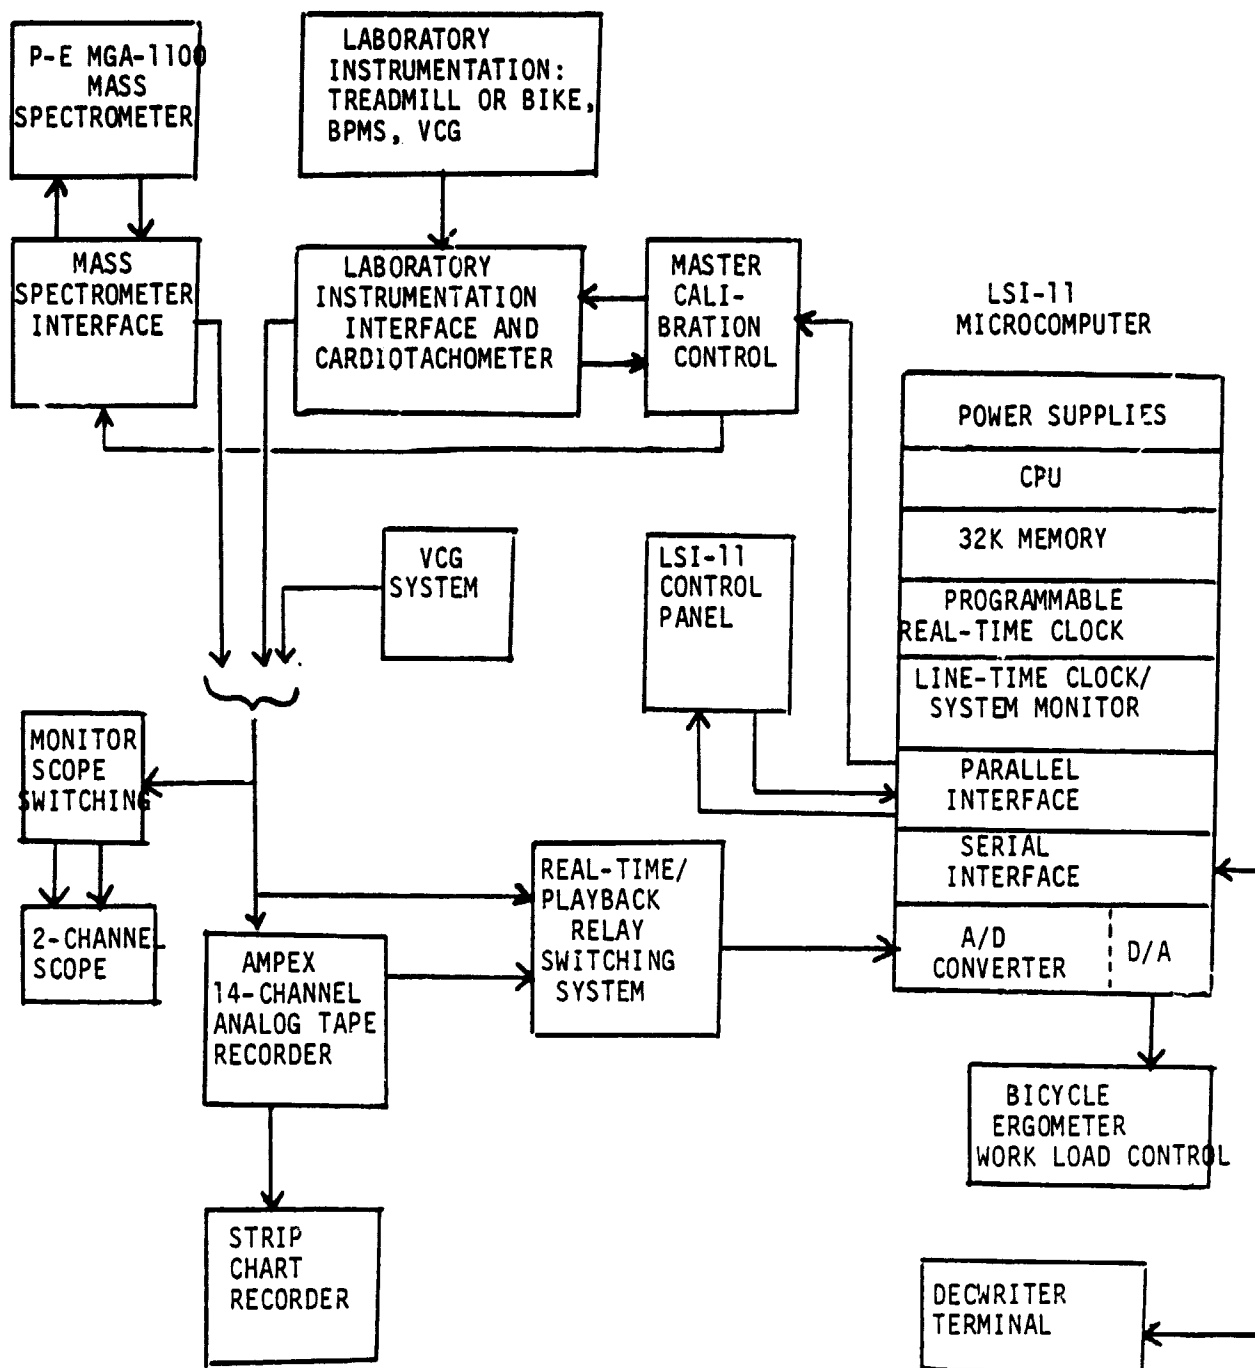 P-E MGA-1100
MASS
SPECTROMETER
LABORATORY
INSTRUMENTATION:
TREADMILL OR BIKE,
BPMS, VCG
MASS
SPECTROMETER
INTERFACE
LABORATORY
INSTRUMENTATION
INTERFACE AND
CARDIOTACHOMETER
MASTER
CALI-
BRATION
CONTROL
LSI-11
MICROCOMPUTER
POWER SUPPLIES
CPU
32K MEMORY
PROGRAMMABLE
REAL-TIME CLOCK
LINE-TIME CLOCK/
SYSTEM MONITOR
PARALLEL
INTERFACE
SERIAL
INTERFACE
A/D
CONVERTER
D/A
VCG
SYSTEM
LSI-11
CONTROL
PANEL
MONITOR
SCOPE
SWITCHING
2-CHANNEL
SCOPE
AMPEX
14-CHANNEL
ANALOG TAPE
RECORDER
REAL-TIME/
PLAYBACK
RELAY
SWITCHING
SYSTEM
BICYCLE
ERGOMETER
WORK LOAD CONTROL
STRIP
CHART
RECORDER
DECWRITER
TERMINAL